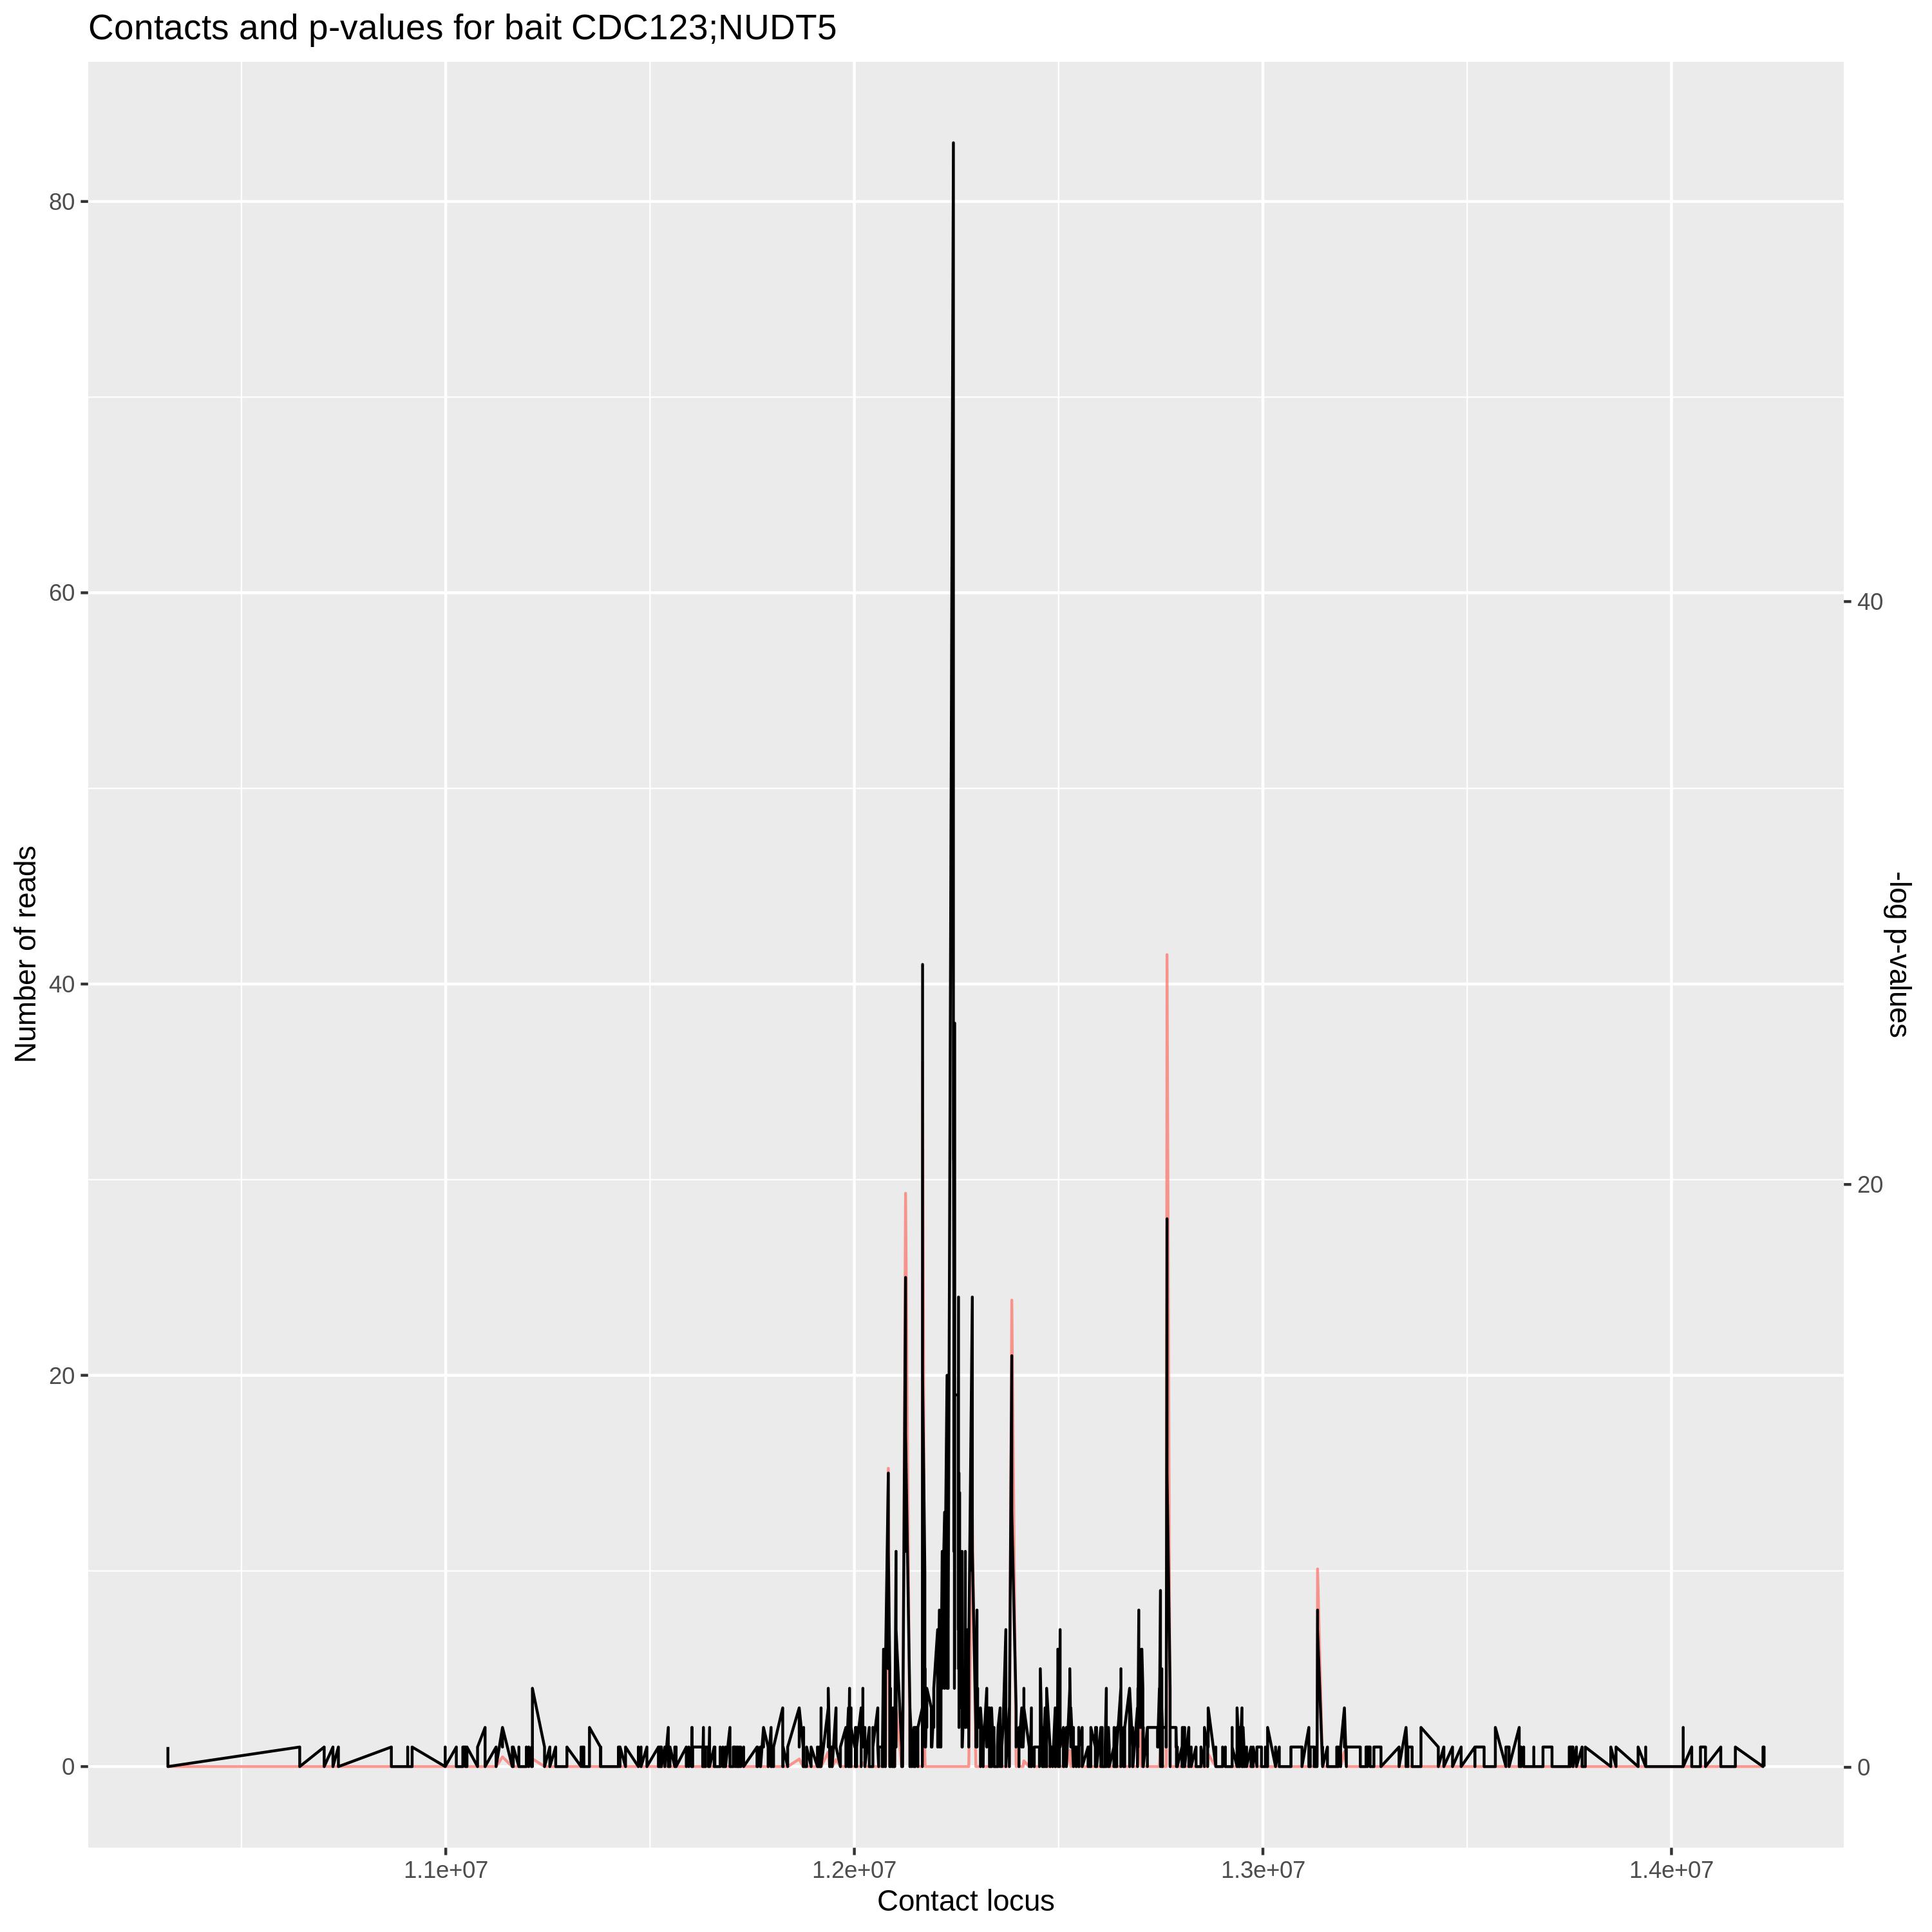 Contacts and p-values for bait CDC123;NUDT5
80
60
40
20
0
Number of reads
40
20
0
-log p-values
1.1e+07 1.2e+07 1.3e+07 1.4e+07
Contact locus